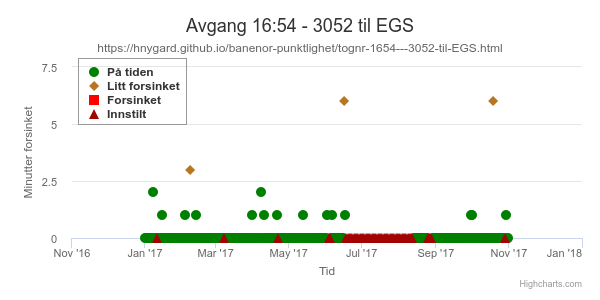 Avgang 16:54 - 3052 til EGS
https://hnygard.github.io/banenor-punktlighet/tognr-1654---3052-til-EGS.html
På tiden
Litt forsinket
Forsinket
Innstilt
Minutter forsinket
7.5
5
2.5
0
Nov '16 Jan '17 Mar '17 May '17 Jul '17 Sep '17 Nov '17 Jan '18
Tid
Highcharts.com